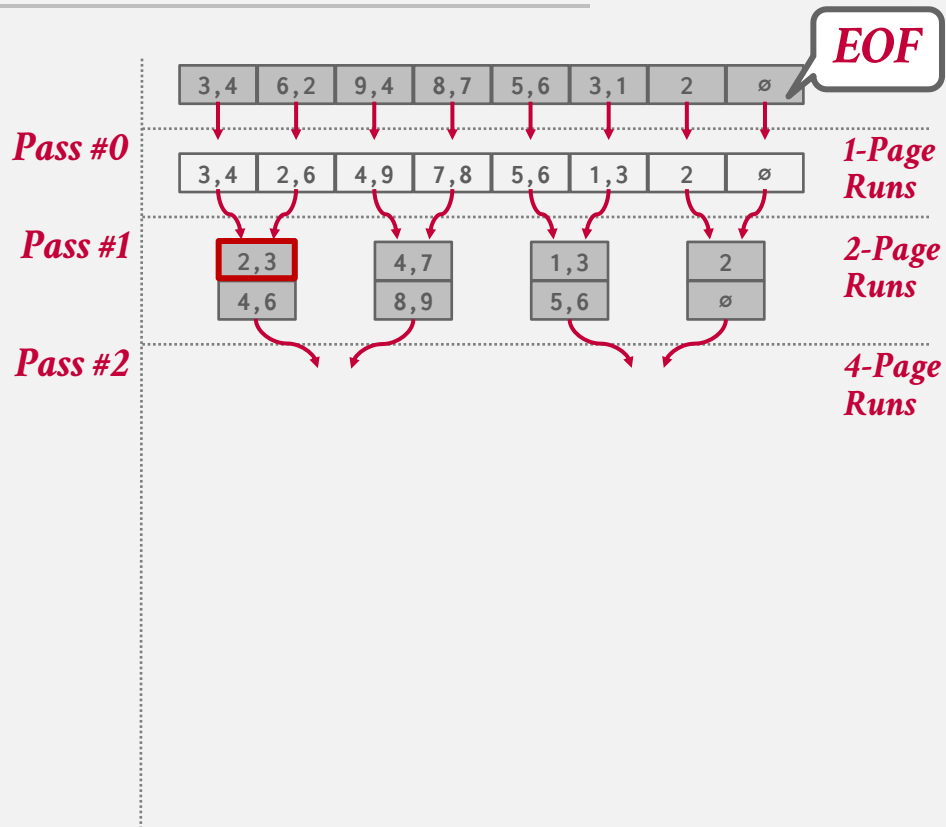 EOF
3,4 6,2 9,4 8,7 5,6 3,1 2 ø
Pass #0
1-Page
Runs
3,4 2,6 4,9 7,8 5,6 1,3 2 ø
Pass #1
2-Page
Runs
2,3 4,7 1,3 2
4,6 8,9 5,6 ø
Pass #2
4-Page
Runs